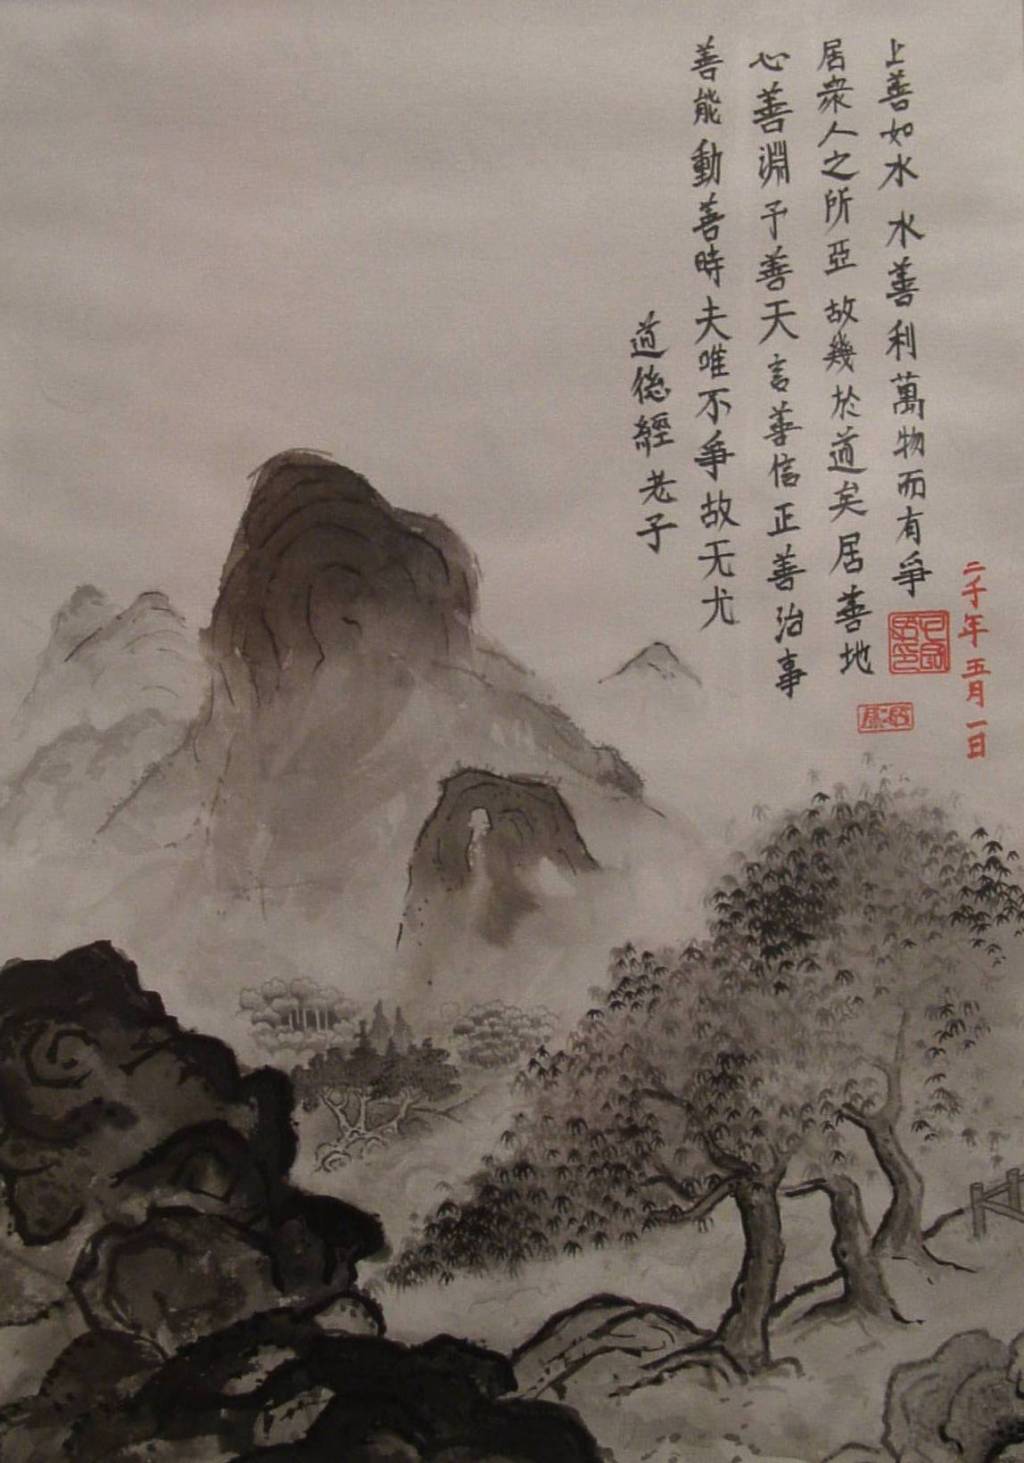 上善如水 水善利萬物而有爭
居衆人之所亞 故幾於道矣居善地
心善淵予善天言善信正善治事
善能動善時夫唯不爭故无尤
道德經 老子
二千年五月一日